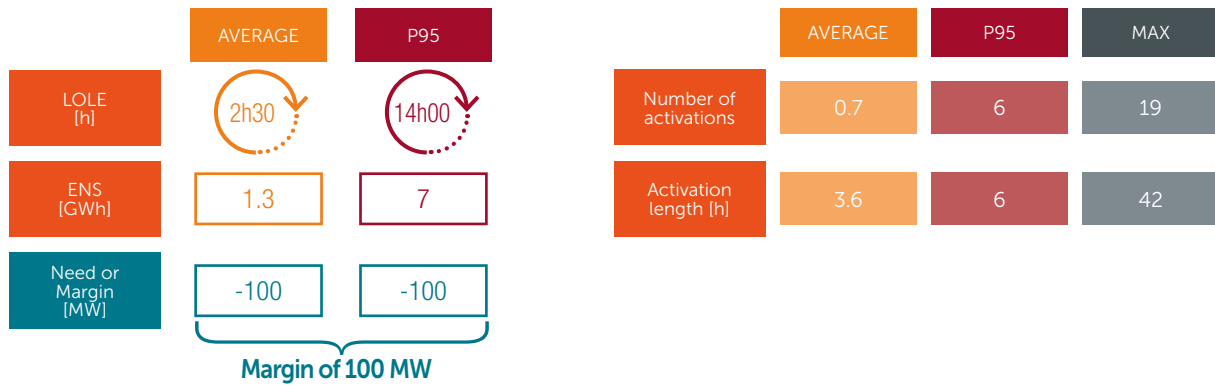 AVERAGE
P95
LOLE
[h]
2h30
14h00
ENS
[GWh]
1.3
7
Need or
Margin
[MW]
-100
-100
Margin of 100 MW
AVERAGE
P95
MAX
Number of
activations
0.7
6
19
Activation
length [h]
3.6
6
42